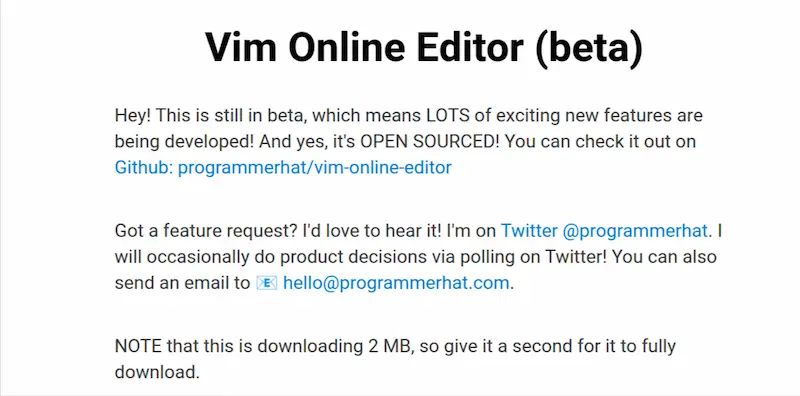 Vim Online Editor (beta)
Hey! This is still in beta, which means LOTS of exciting new features are
being developed! And yes, it's OPEN SOURCED! You can check it out on
Github: programmerhat/vim-online-editor
Got a feature request? I'd love to hear it! I'm on Twitter @programmerhat. I
will occasionally do product decisions via polling on Twitter! You can also
send an email to 📧 hello@programmerhat.com.
NOTE that this is downloading 2 MB, so give it a second for it to fully
download.